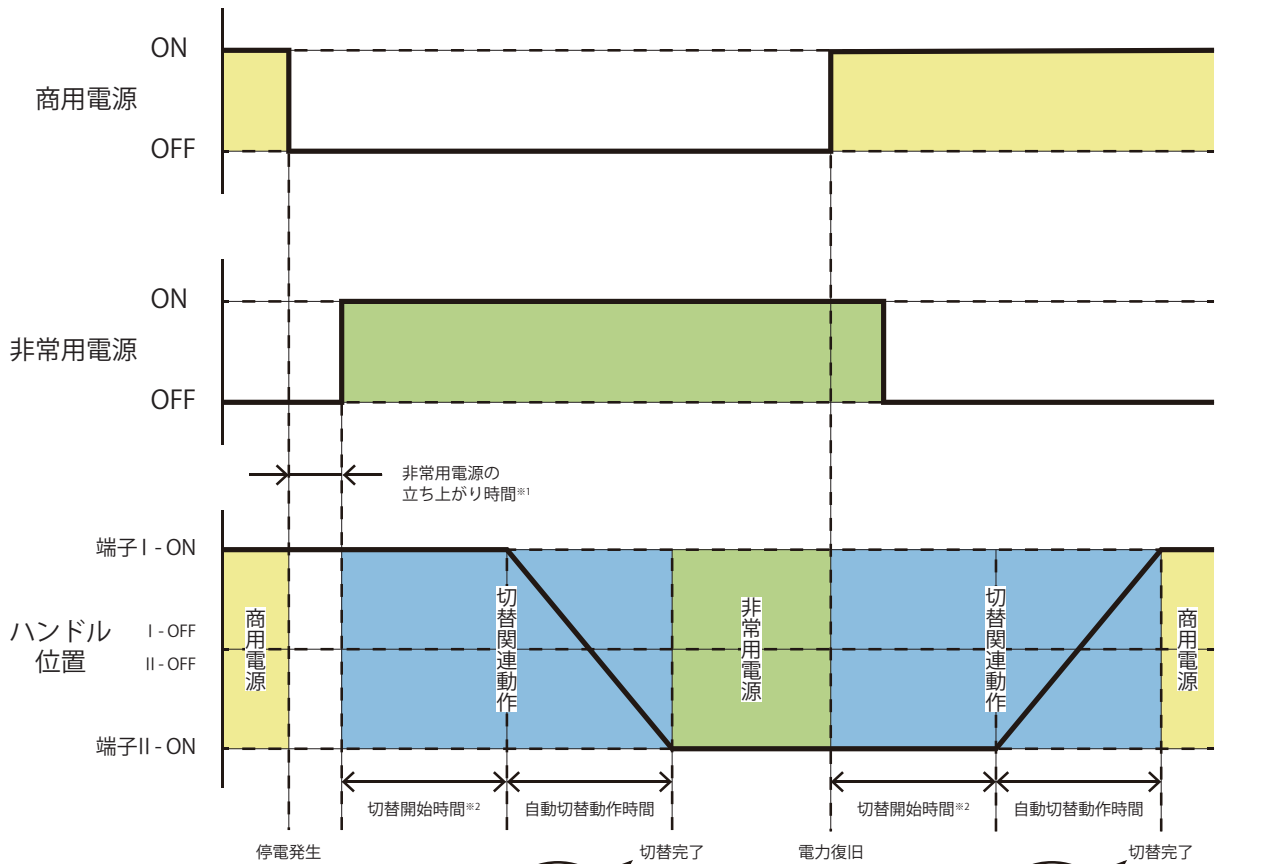 ON
商用電源
OFF
ON
非常用電源
OFF
非常用電源の
立ち上がり時間※1
端子I - ON
ハンドル
位置
I - OFF
II - OFF
端子II - ON
商用電源
切替関連動作
非常用電源
切替関連動作
商用電源
切替開始時間※2
自動切替動作時間
切替開始時間※2
自動切替動作時間
停電発生
切替完了
電力復旧
切替完了